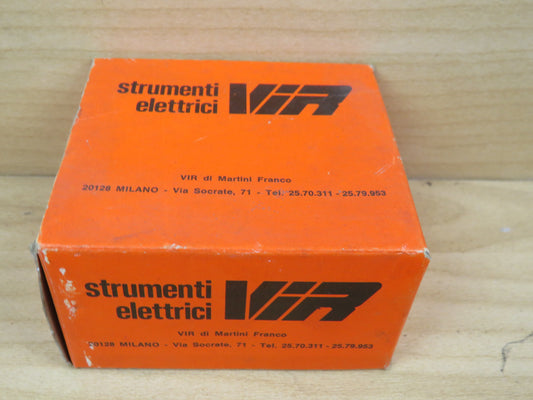 strumenti
elettrici VIR
VIR di Martini Franco
20128 MILANO - Via Socrate, 71 - Tel. 25.70.311 - 25.79.953
strumenti
elettrici VIR
VIR di Martini Franco
20128 MILANO - Via Socrate, 71 - Tel. 25.70.311 - 25.79.953